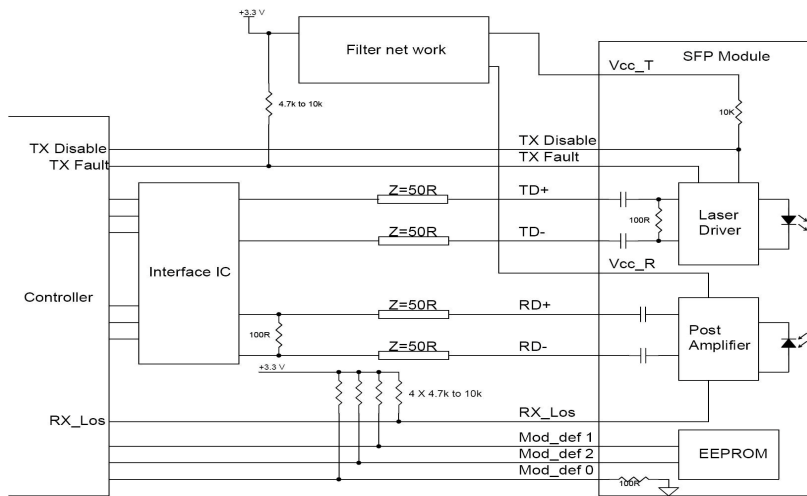 +3.3 V
Filter net work
SFP Module
Vcc_T
4.7k to 10k
10K
TX Disable
TX Disable
TX Fault
TX Fault
Z=50R
TD+
100R
Laser
Driver
Z=50R
TD-
Interface IC
Vcc_R
Controller
Z=50R
RD+
100R
Post
Amplifier
Z=50R
RD-
+3.3 V
4 X 4.7k to 10k
RX_Los
RX_Los
Mod_def 1
Mod_def 2
EEPROM
Mod_def 0
100R